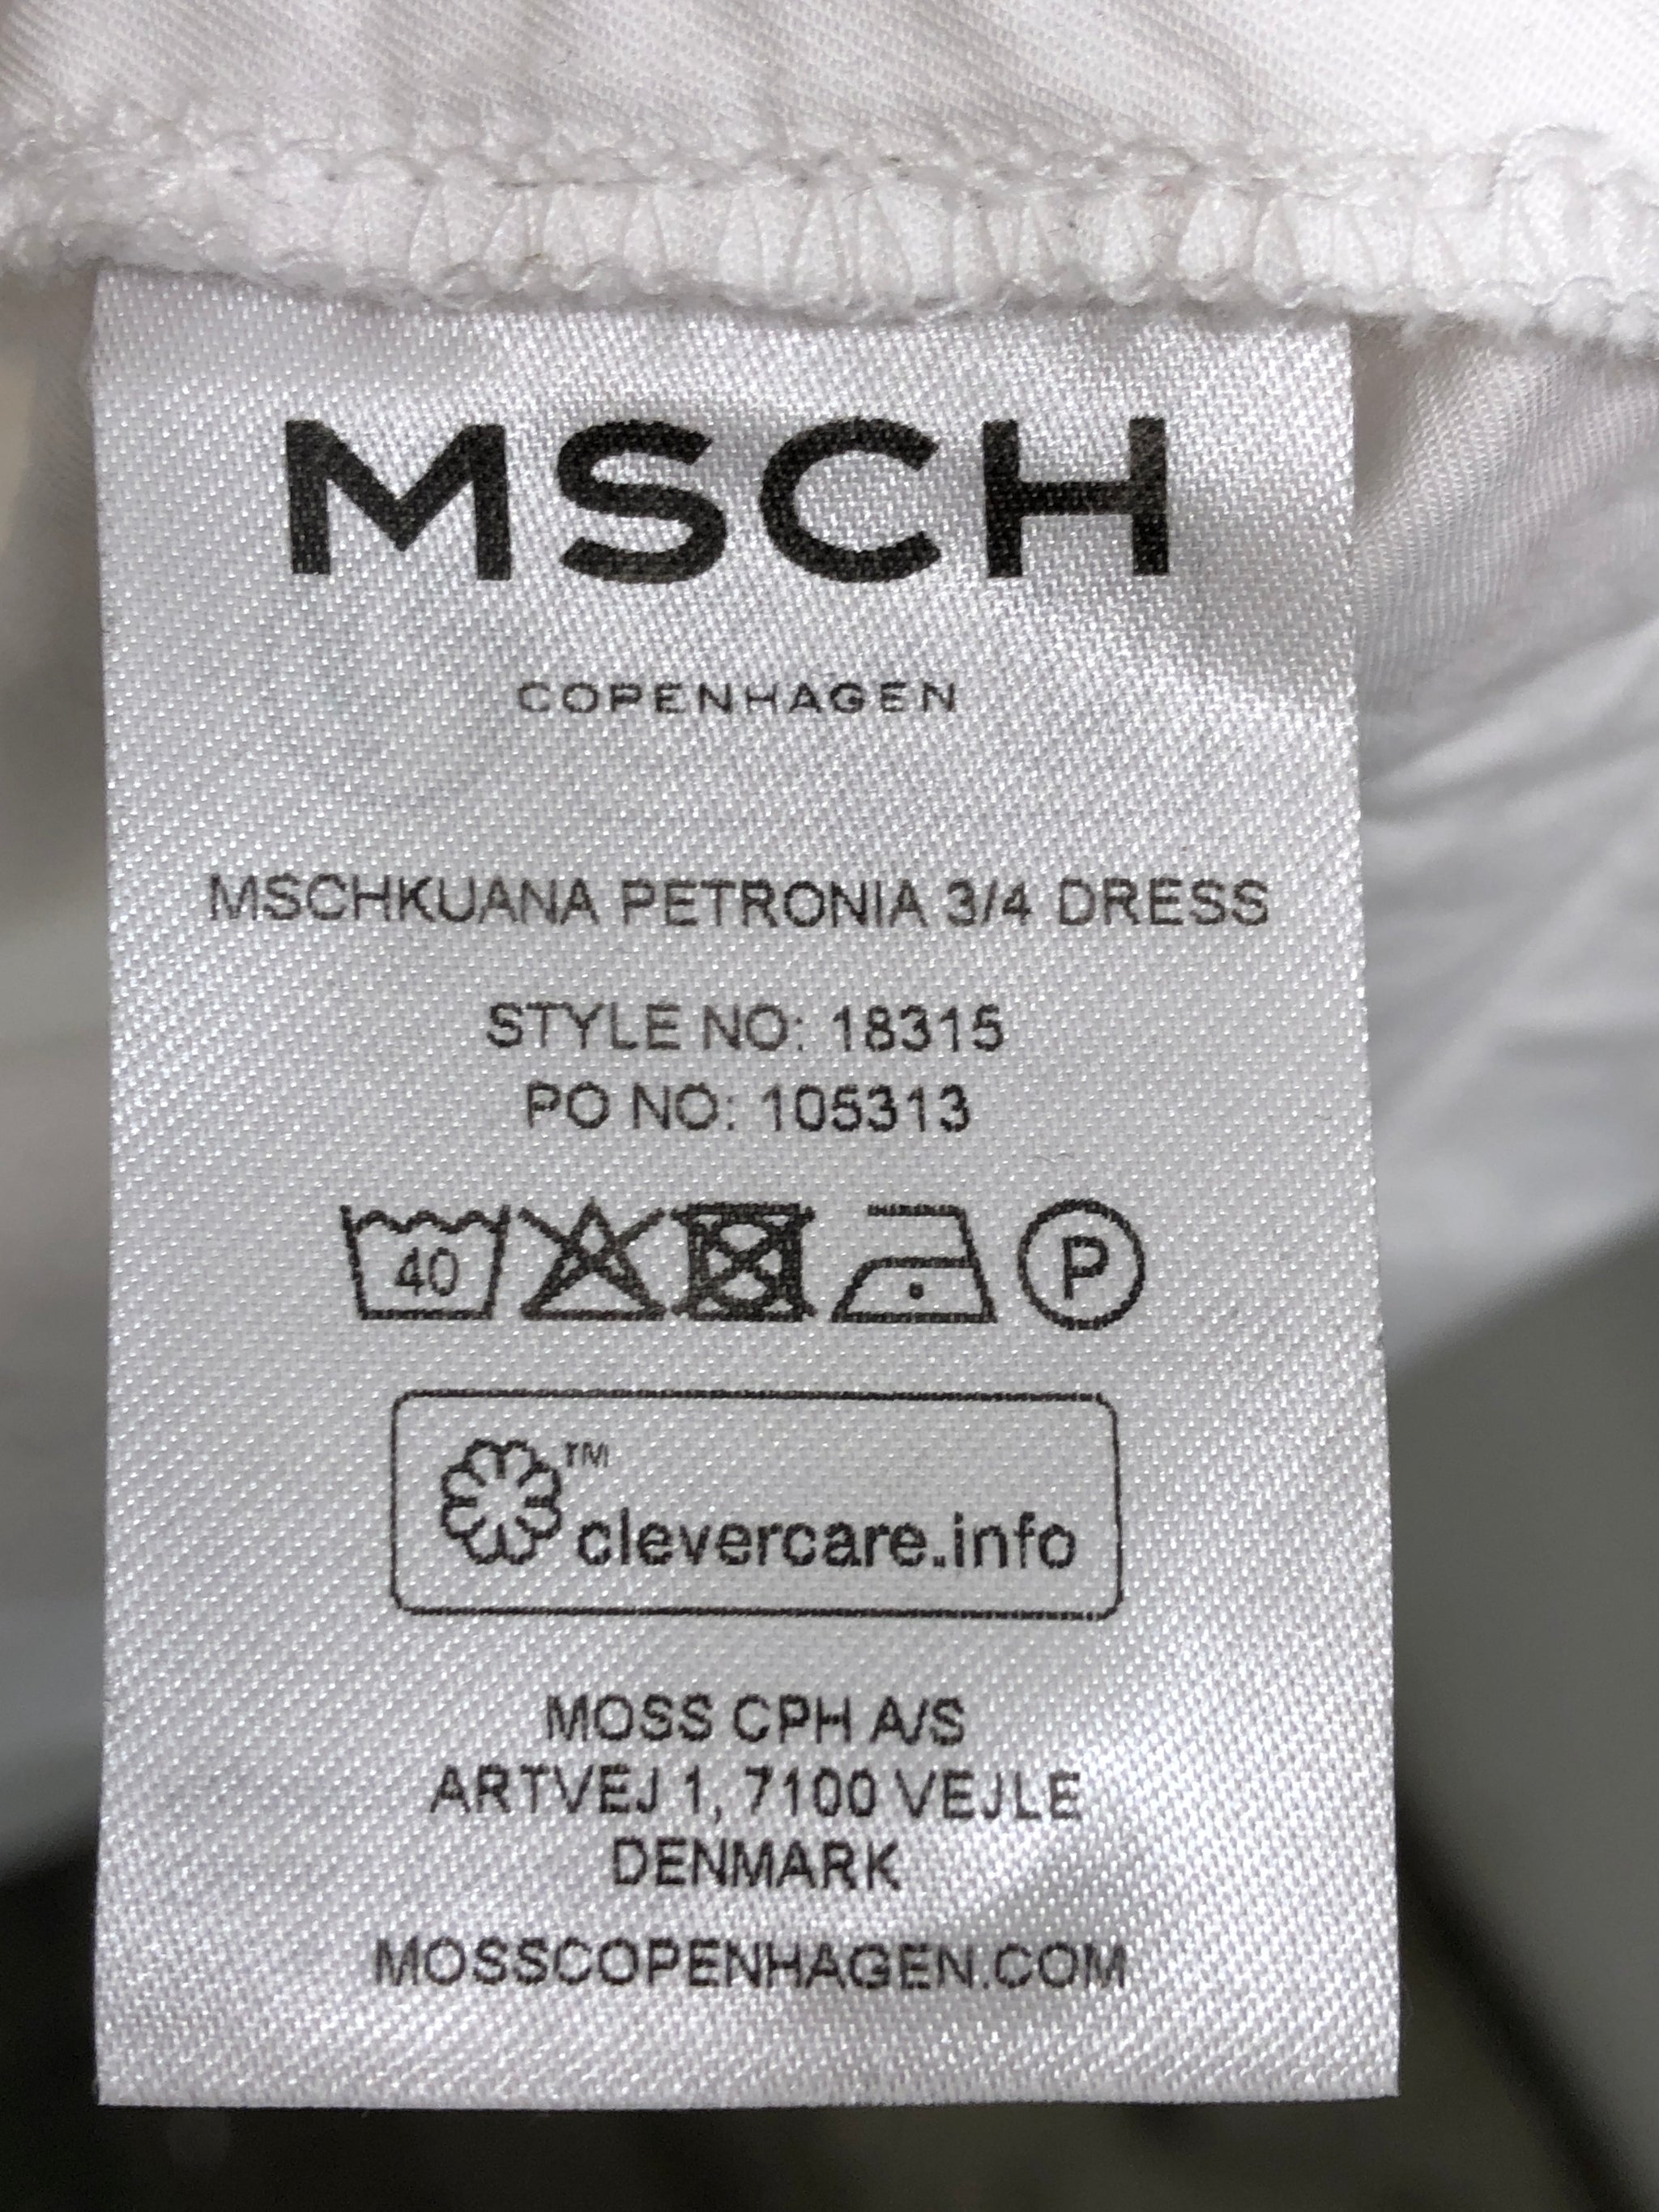 MSCH
COPENHAGEN
MSCHKUANA PETRONIA 3/4 DRESS
STYLE NO: 18315
PO NO: 105313
40 P
TM
clevercare.info
MOSS CPH A/S
ARTVEJ 1, 7100 VEJLE
DENMARK
MOSSCOPENHAGEN.COM